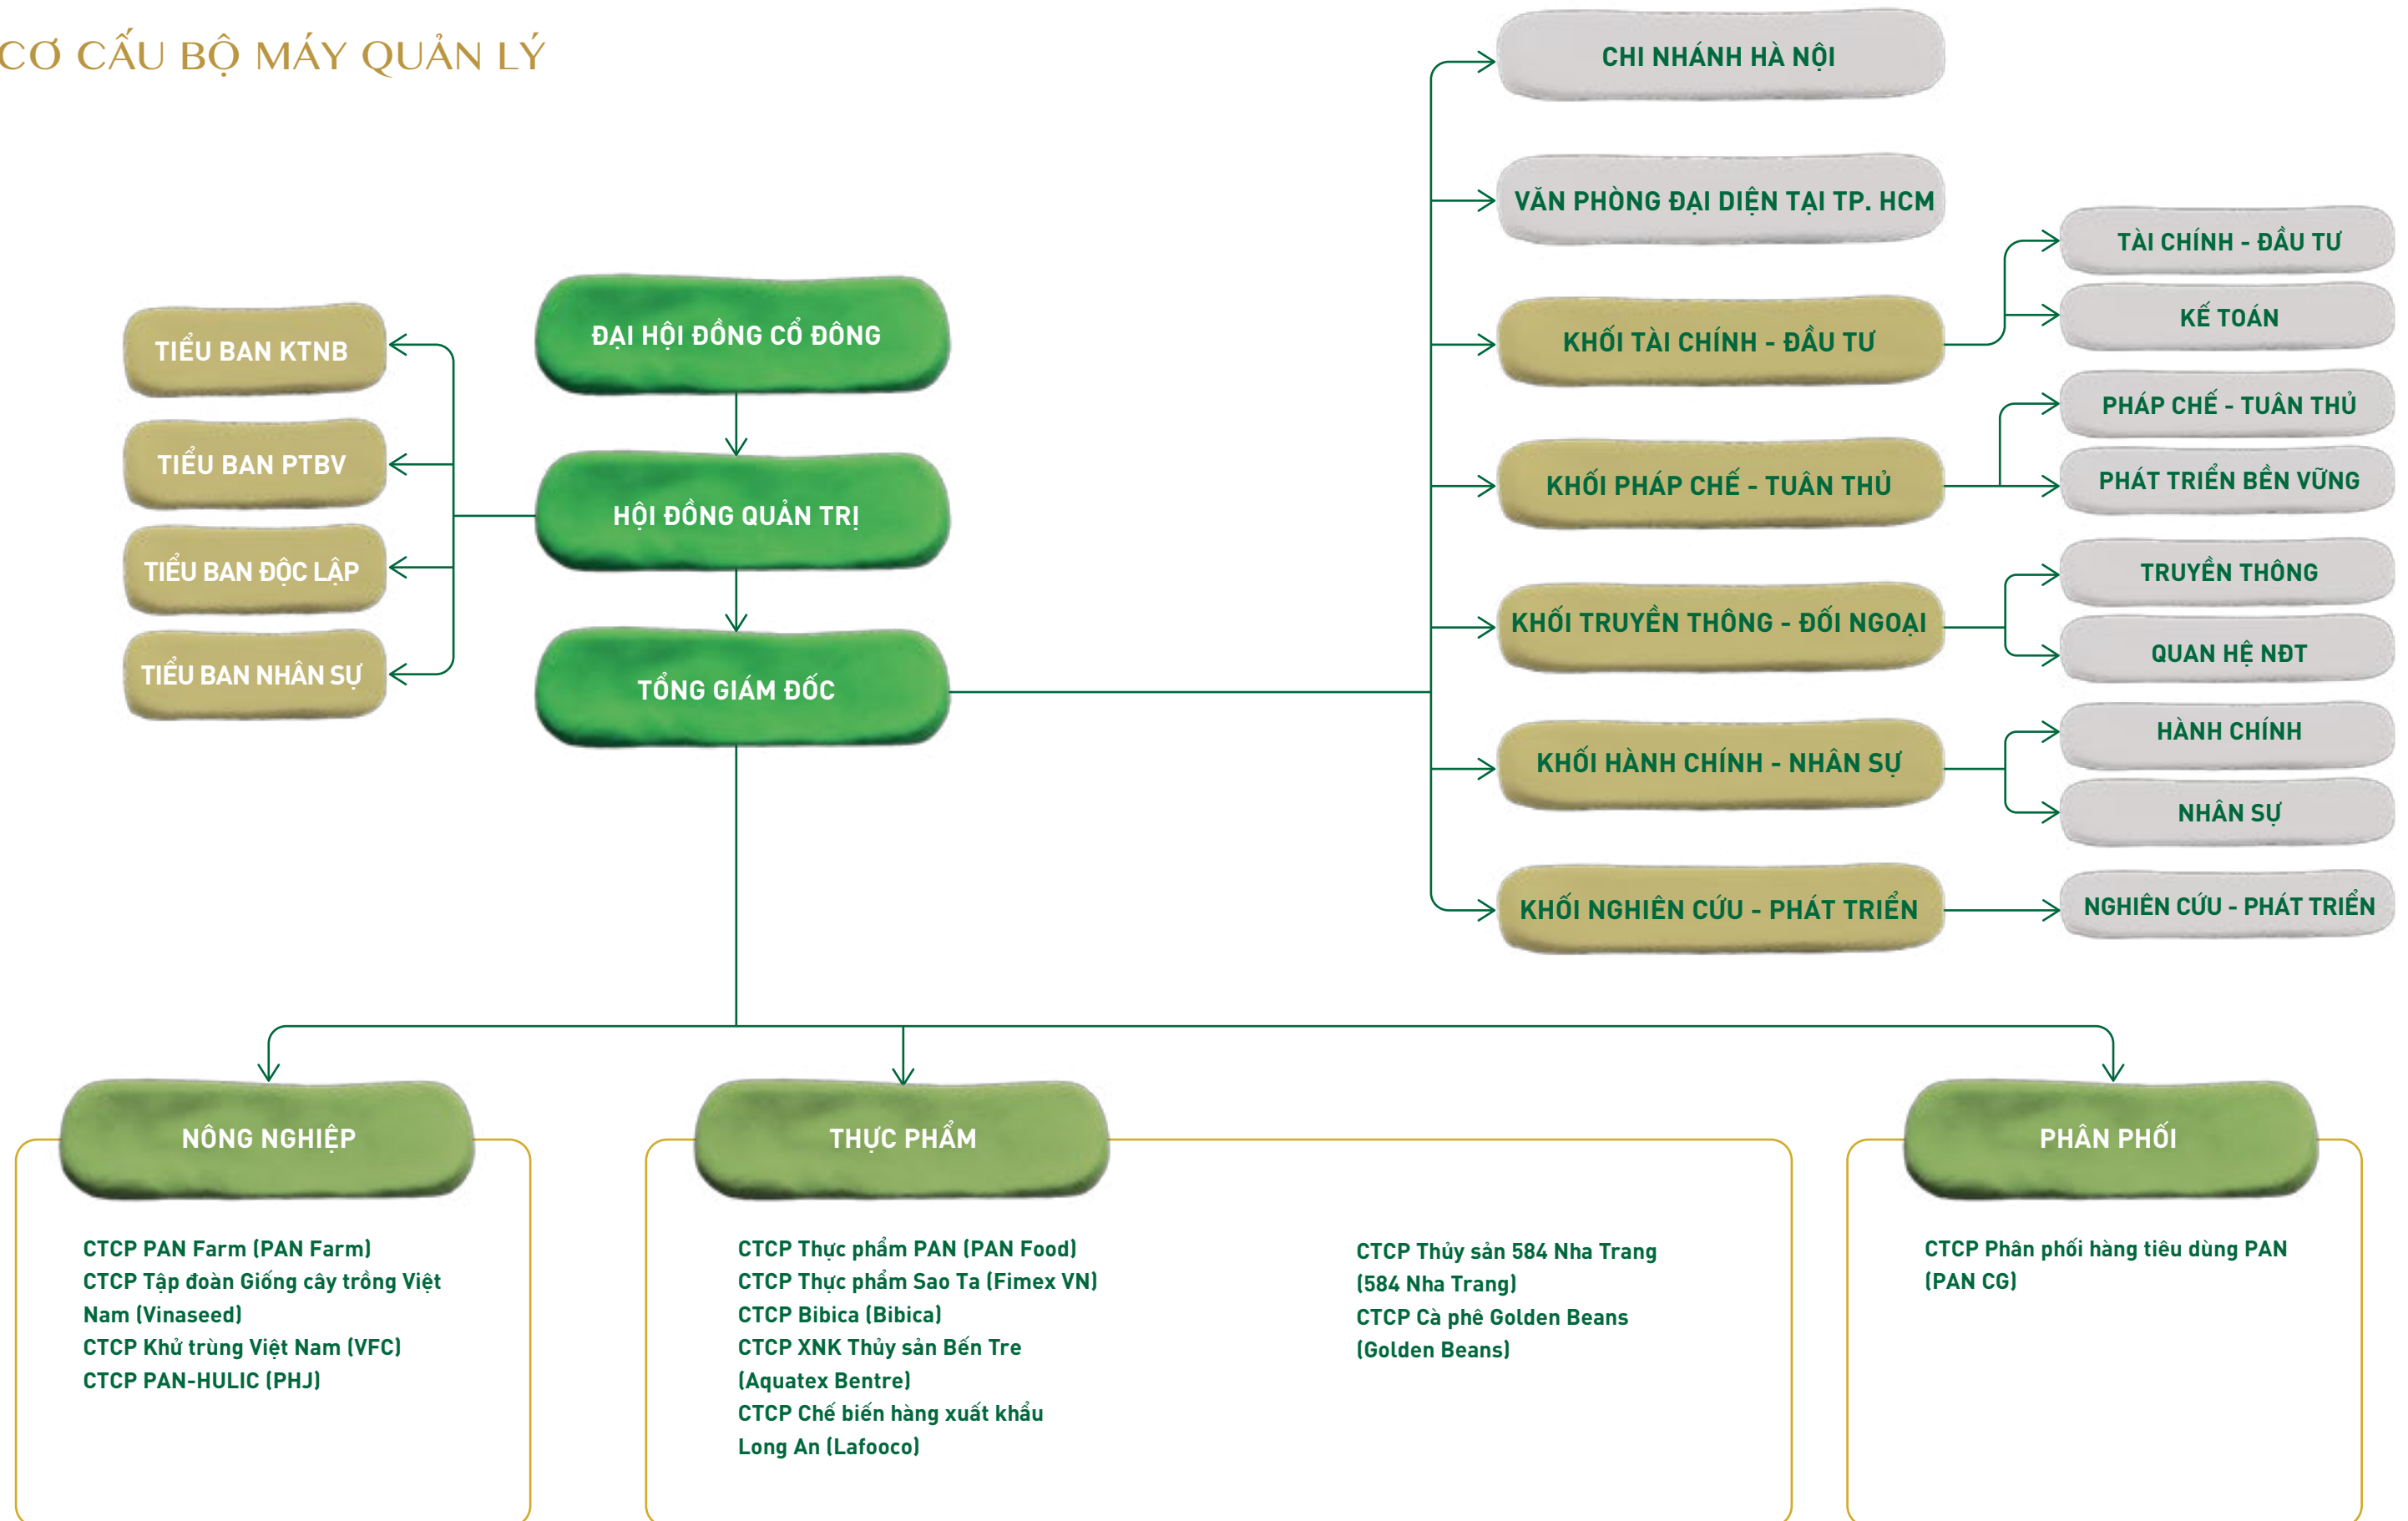 CƠ CẤU BỘ MÁY QUẢN LÝ
CHI NHÁNH HÀ NỘI
VĂN PHÒNG ĐẠI DIỆN TẠI TP. HCM
KHỐI TÀI CHÍNH - ĐẦU TƯ
TÀI CHÍNH - ĐẦU TƯ
KẾ TOÁN
KHỐI PHÁP CHẾ - TUÂN THỦ
PHÁP CHẾ - TUÂN THỦ
PHÁT TRIỂN BỀN VỮNG
KHỐI TRUYỀN THÔNG - ĐỐI NGOẠI
TRUYỀN THÔNG
QUAN HỆ NĐT
KHỐI HÀNH CHÍNH - NHÂN SỰ
HÀNH CHÍNH
NHÂN SỰ
KHỐI NGHIÊN CỨU - PHÁT TRIỂN
NGHIÊN CỨU - PHÁT TRIỂN
ĐẠI HỘI ĐỒNG CỔ ĐÔNG
HỘI ĐỒNG QUẢN TRỊ
TỔNG GIÁM ĐỐC
TIỂU BAN KTNB
TIỂU BAN PTBV
TIỂU BAN ĐỘC LẬP
TIỂU BAN NHÂN SỰ
NÔNG NGHIỆP
CTCP PAN Farm (PAN Farm)
CTCP Tập đoàn Giống cây trồng Việt
Nam (Vinaseed)
CTCP Khử trùng Việt Nam (VFC)
CTCP PAN-HULIC (PHJ)
THỰC PHẨM
CTCP Thực phẩm PAN (PAN Food)
CTCP Thực phẩm Sao Ta (Fimex VN)
CTCP Bibica (Bibica)
CTCP XNK Thủy sản Bến Tre
(Aquatex Bentre)
CTCP Chế biến hàng xuất khẩu
Long An (Lafooco)
CTCP Thủy sản 584 Nha Trang
(584 Nha Trang)
CTCP Cà phê Golden Beans
(Golden Beans)
PHÂN PHỐI
CTCP Phân phối hàng tiêu dùng PAN
(PAN CG)